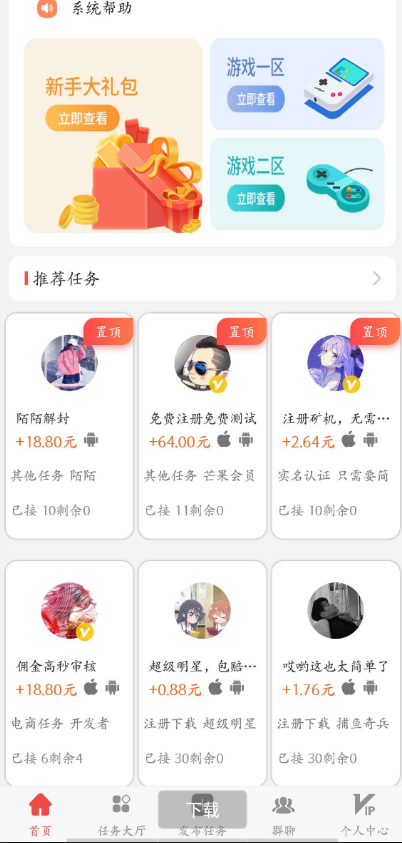 系统帮助
新手大礼包
立即查看
游戏一区
立即查看
游戏二区
立即查看
推荐任务
置顶
置顶
置顶
陌陌解封
+18.80元
其他任务 陌陌
已接 10剩余0
免费注册免费测试
+64.00元
其他任务 芒果会员
已接 11剩余0
注册矿机，无需…
+2.64元
实名认证 只需要简
已接 10剩余0
佣金高秒审核
+18.80元
电商任务 开发者
已接 6剩余4
超级明星，包赔…
+0.88元
注册下载 超级明星
已接 30剩余0
哎哟这也太简单了
+1.76元
注册下载 捕鱼奇兵
已接 30剩余0
下载
首页
任务大厅
发布任务
群聊
VIP
个人中心